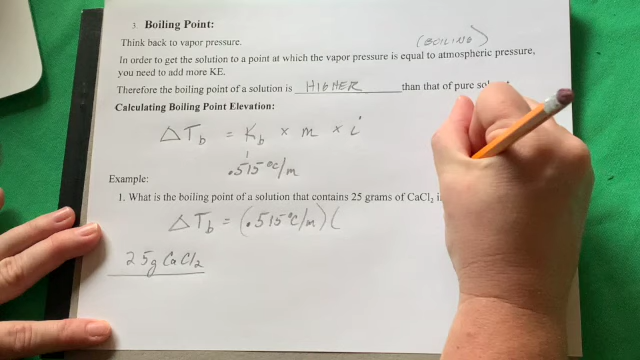 3. Boiling Point:
Think back to vapor pressure.
(BOILING)
In order to get the solution to a point at which the vapor pressure is equal to atmospheric pressure,
you need to add more KE.
Therefore the boiling point of a solution is HIGHER than that of pure
Calculating Boiling Point Elevation:
ΔTb = Kb × m × i
.515°C/m
Example:
1. What is the boiling point of a solution that contains 25 grams of CaCl2
ΔTb = (.515°C/m)(
25g CaCl2